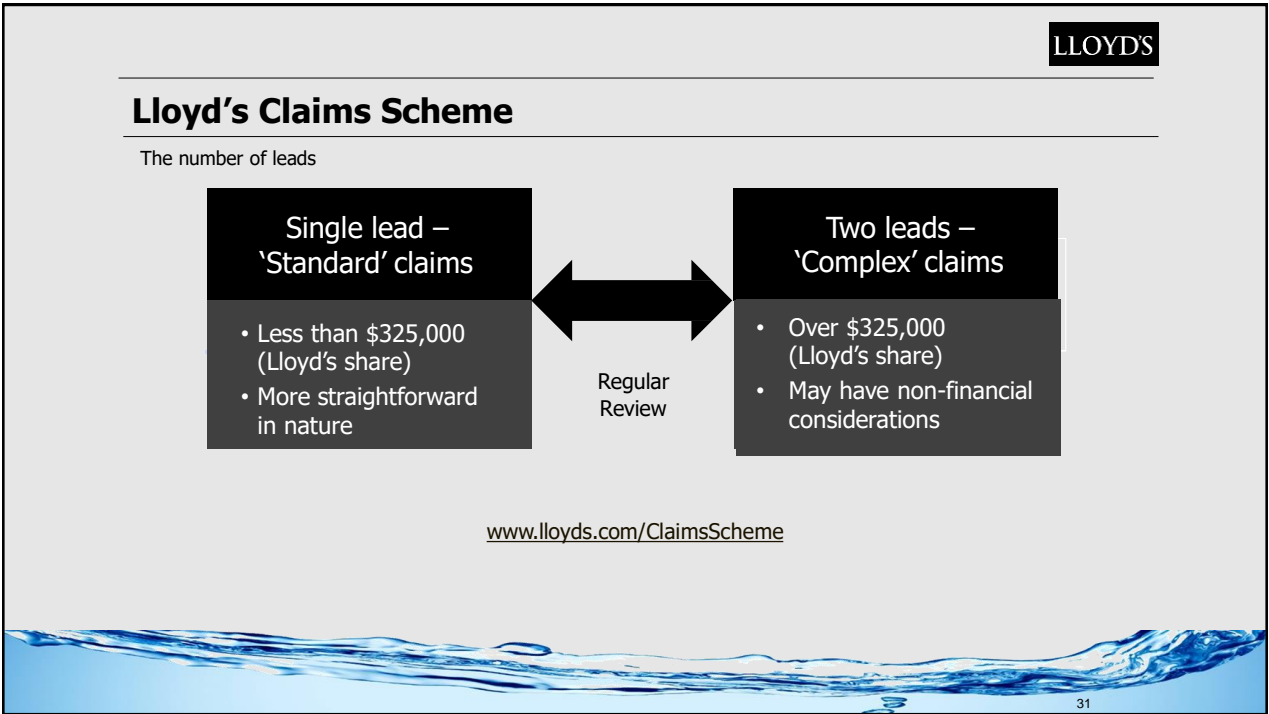 LLOYD'S
Lloyd’s Claims Scheme
The number of leads
Single lead –
‘Standard’ claims
• Less than $325,000
(Lloyd’s share)
• More straightforward
in nature
Regular
Review
Two leads –
‘Complex’ claims
• Over $325,000
(Lloyd’s share)
• May have non-financial
considerations
www.lloyds.com/ClaimsScheme
31